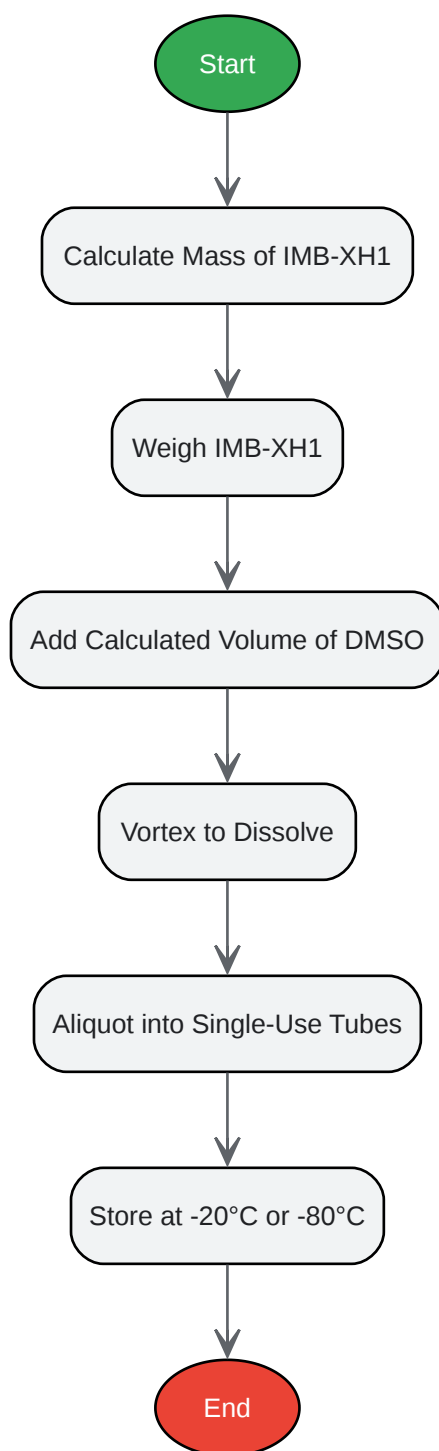 Start
Calculate Mass of IMB-XH1
Weigh IMB-XH1
Add Calculated Volume of DMSO
Vortex to Dissolve
Aliquot into Single-Use Tubes
Store at -20°C or -80°C
End